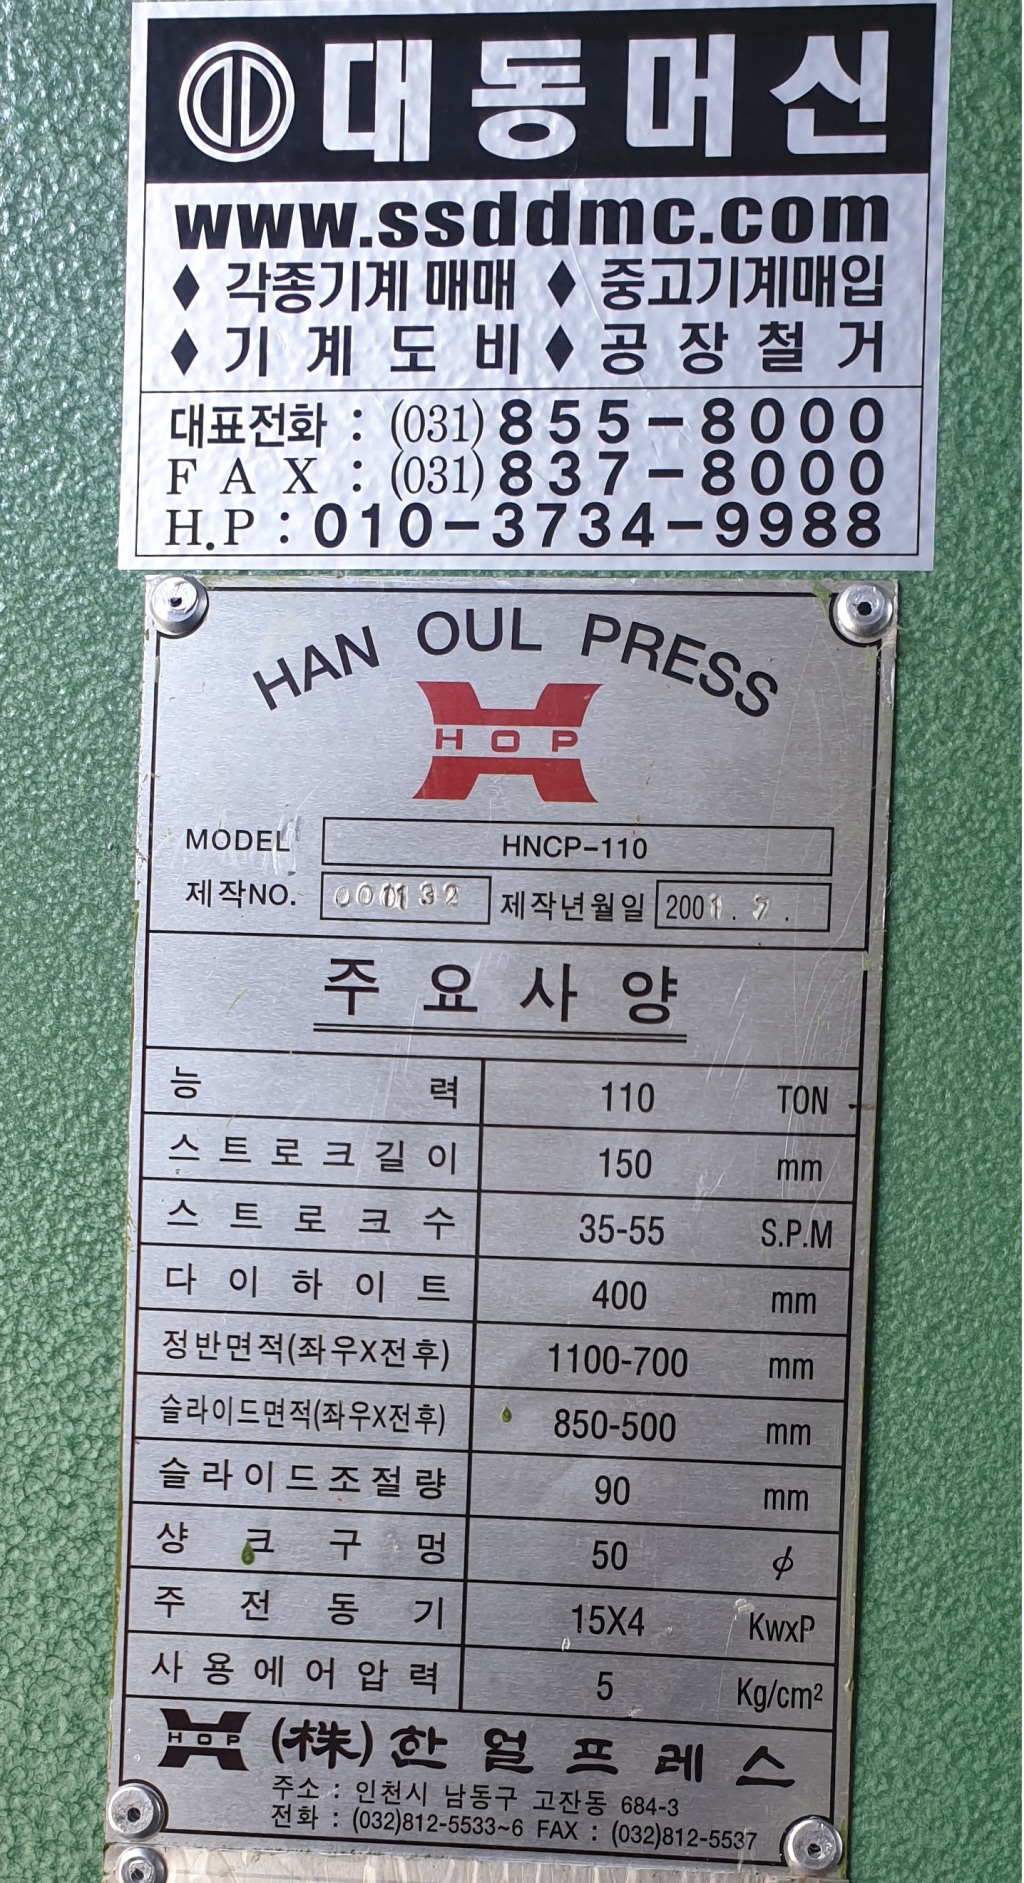 대동머신
www.ssddmc.com
♦ 각종기계 매매 ♦ 중고기계매입
♦ 기계도비 ♦ 공장철거
대표전화 : (031) 855-8000
FAX : (031) 837-8000
H.P : 010-3734-9988
HAN OUL PRESS
HOP
MODEL HNCP-110
제작NO. 제작년월일 2001. 7.
주요사양
능력 110 TON
스트로크길이 150 mm
스트로크수 35-55 S.P.M
다이하이트 400 mm
정반면적(좌우X전후) 1100-700 mm
슬라이드면적(좌우X전후) 850-500 mm
슬라이드조절량 90 mm
샹크구멍 50 ϕ
주전동기 15X4 KwxP
사용에어압력 5 Kg/cm²
HOP (株)한얼프레스
주소 : 인천시 남동구 고잔동 684-3
전화 : (032)812-5533~6 FAX : (032)812-5537